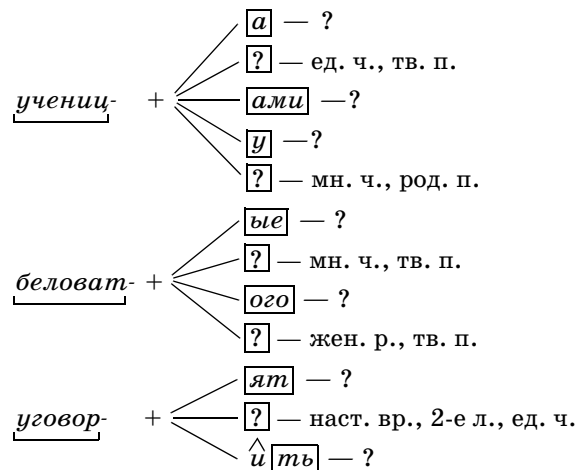 а — ?
? — ед. ч., тв. п.
учениц- + ами —?
у —?
? — мн. ч., род. п.
ые — ?
? — мн. ч., тв. п.
беловат- +
ого — ?
? — жен. р., тв. п.
ят — ?
уговор- + ? — наст. вр., 2-е л., ед. ч.
и ть — ?